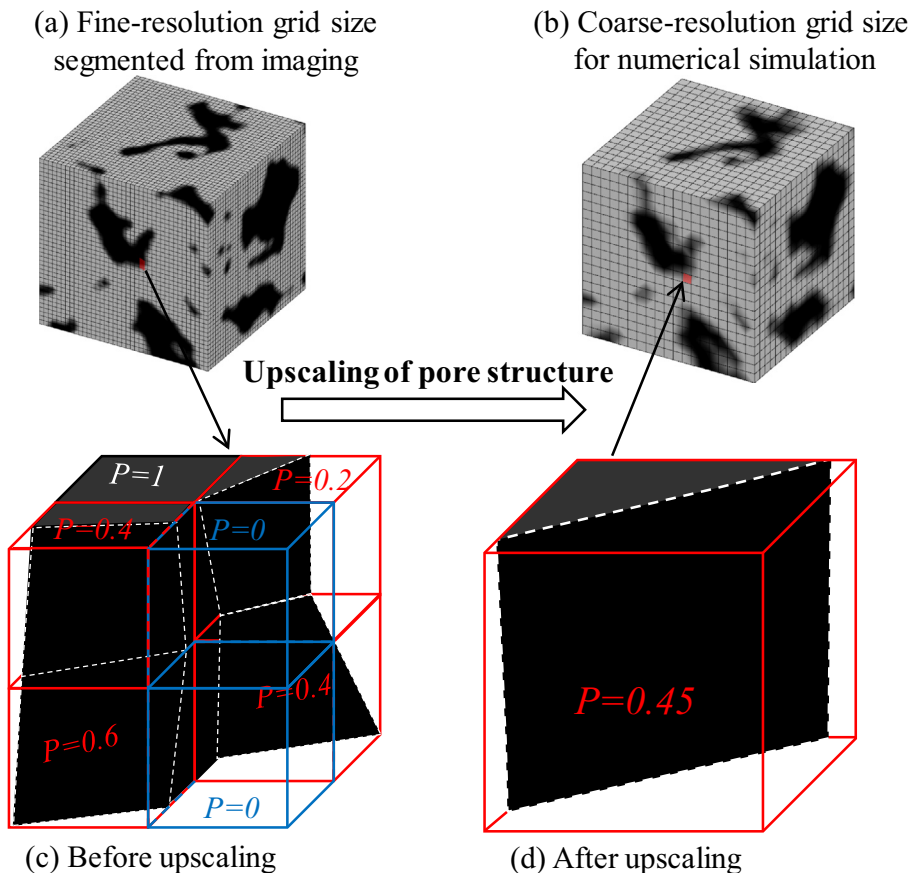 (a) Fine-resolution grid size
segmented from imaging
(b) Coarse-resolution grid size
for numerical simulation
Upscaling of pore structure
P=1
P=0.2
P=0.4
P=0
P=0.4
P=0.6
P=0
P=0.45
(c) Before upscaling
(d) After upscaling